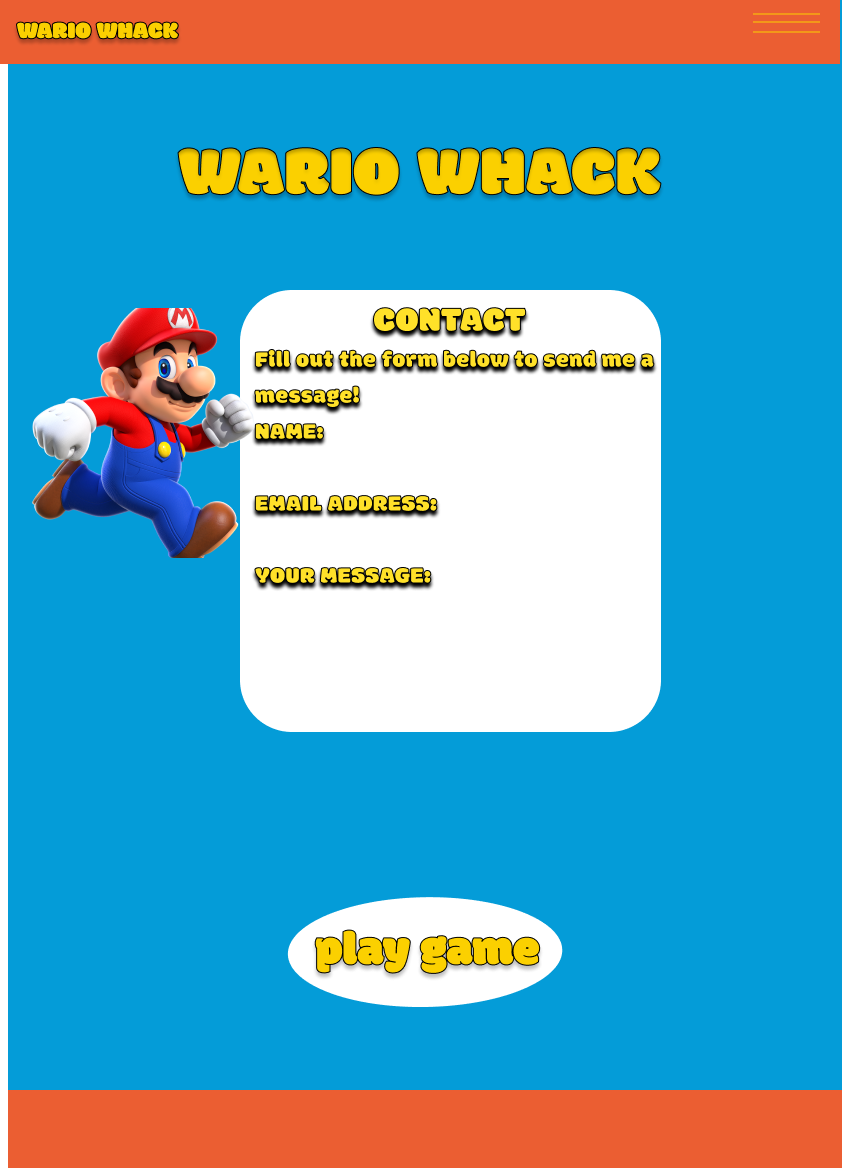 WARIO WHACK
WARIO WHACK
M
CONTACT
Fill out the form below to send me a
message!
NAME:
EMAIL ADDRESS:
YOUR MESSAGE:
play game